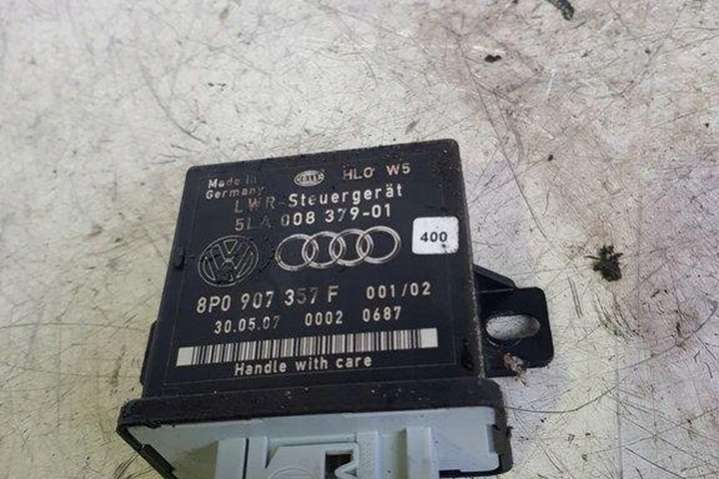 Made in
Germany
HELLA
HLO W5
LWR-Steuergerät
5LA 008 379-01
400
8P0 907 357 F 001/02
30.05.07 0002 0687
Handle with care